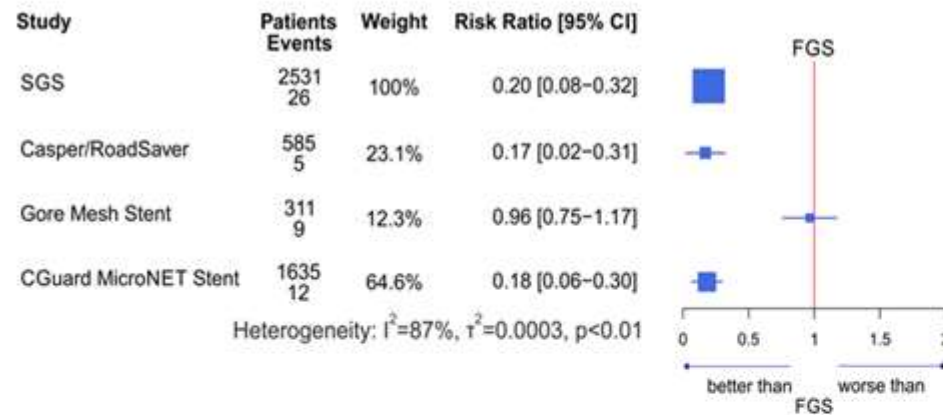 Study Patients Events Weight Risk Ratio [95% CI]
FGS
SGS 2531 26 100% 0.20 [0.08−0.32]
Casper/RoadSaver 585 5 23.1% 0.17 [0.02−0.31]
Gore Mesh Stent 311 9 12.3% 0.96 [0.75−1.17]
CGuard MicroNET Stent 1635 12 64.6% 0.18 [0.06−0.30]
Heterogeneity: I²=87%, τ²=0.0003, p<0.01
0 0.5 1 1.5 2
better than worse than
FGS